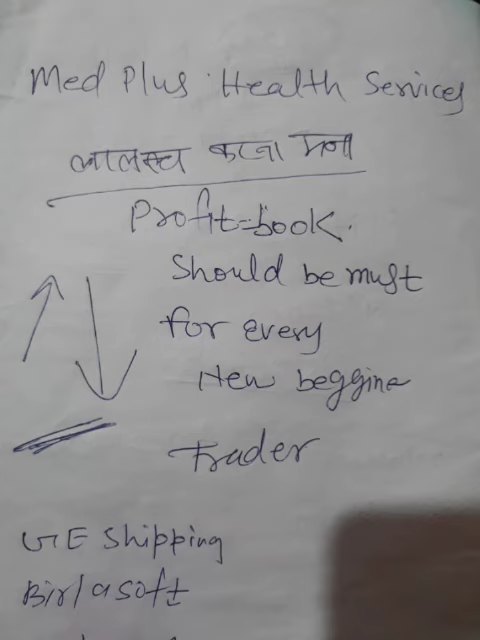 Med Plus Health Services
लालस्च करना मना
Profit-book.
Should be must
for every
New beggine
Trader
GE Shipping
Birlasoft